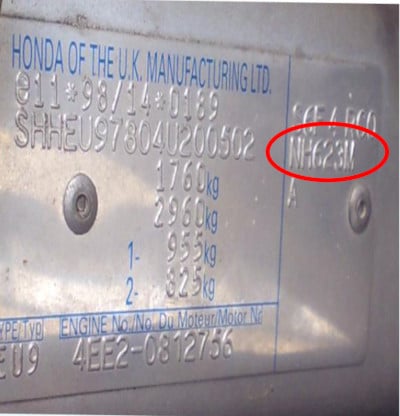 HONDA OF THE U.K. MANUFACTURING LTD.
e11*98/14*0169
SHHEU97804U200502
1760kg
2960kg
1- 955kg
2- 825kg
NH623M
A
ENGINE No./No. Du Moteur/Motor Nr
EU9 4EE2-0812756